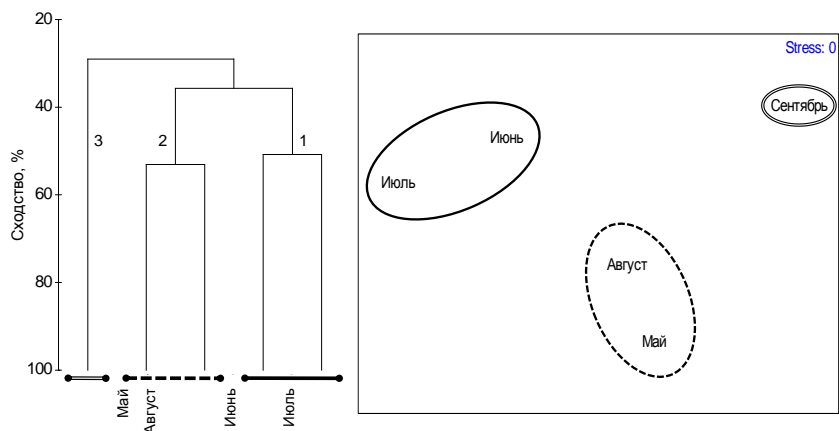 20
40
60
80
100
Сходство, %
3
2
1
Май
Август
Июнь
Июль
Stress: 0
Сентябрь
Июнь
Июль
Август
Май